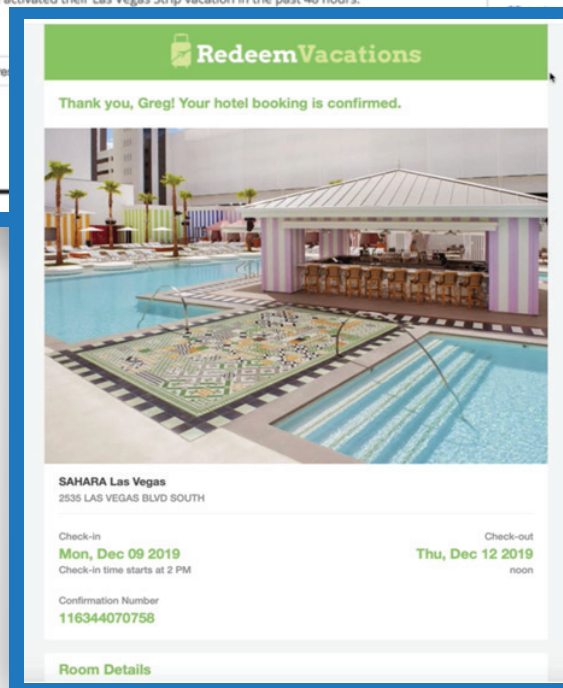 activated their Las Vegas Strip vacation in the past 48 hours.
RedeemVacations
Thank you, Greg! Your hotel booking is confirmed.
SAHARA Las Vegas
2535 LAS VEGAS BLVD SOUTH
Check-in
Check-out
Mon, Dec 09 2019
Thu, Dec 12 2019
Check-in time starts at 2 PM
noon
Confirmation Number
116344070758
Room Details